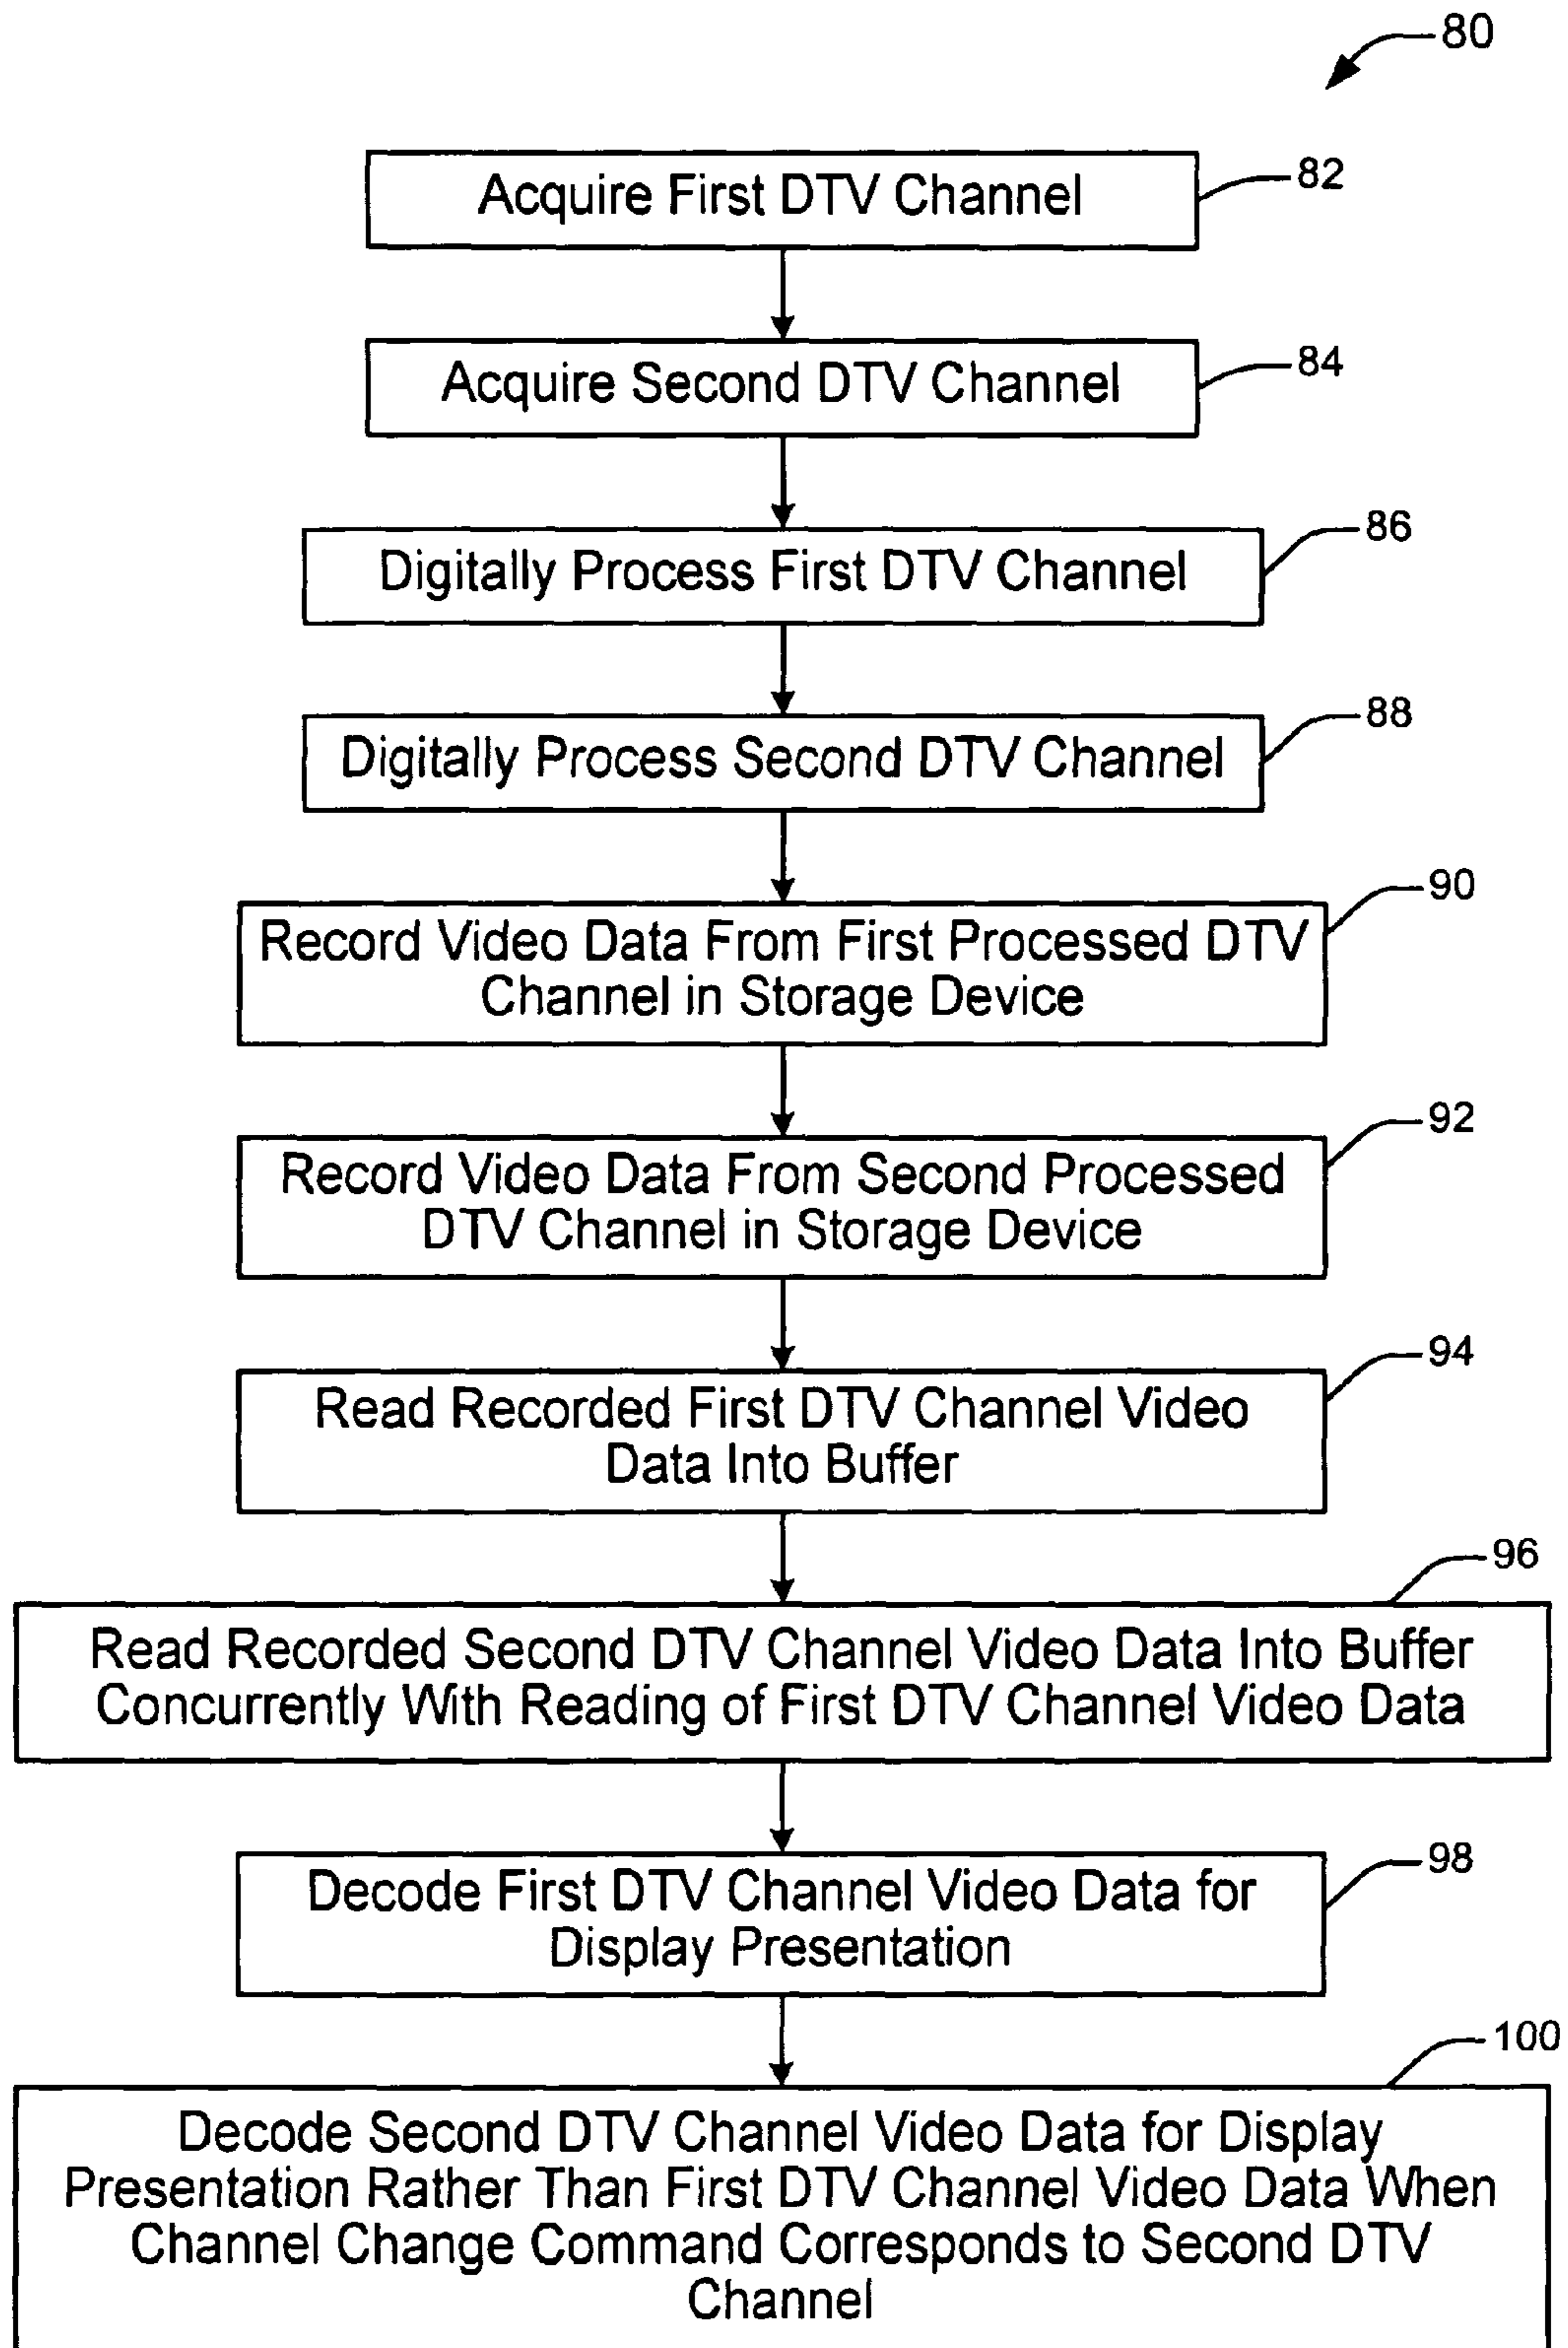 80
Acquire First DTV Channel
82
Acquire Second DTV Channel
84
Digitally Process First DTV Channel
86
Digitally Process Second DTV Channel
88
Record Video Data From First Processed DTV
Channel in Storage Device
90
Record Video Data From Second Processed
DTV Channel in Storage Device
92
Read Recorded First DTV Channel Video
Data Into Buffer
94
Read Recorded Second DTV Channel Video Data Into Buffer
Concurrently With Reading of First DTV Channel Video Data
96
Decode First DTV Channel Video Data for
Display Presentation
98
Decode Second DTV Channel Video Data for Display
Presentation Rather Than First DTV Channel Video Data When
Channel Change Command Corresponds to Second DTV
Channel
100